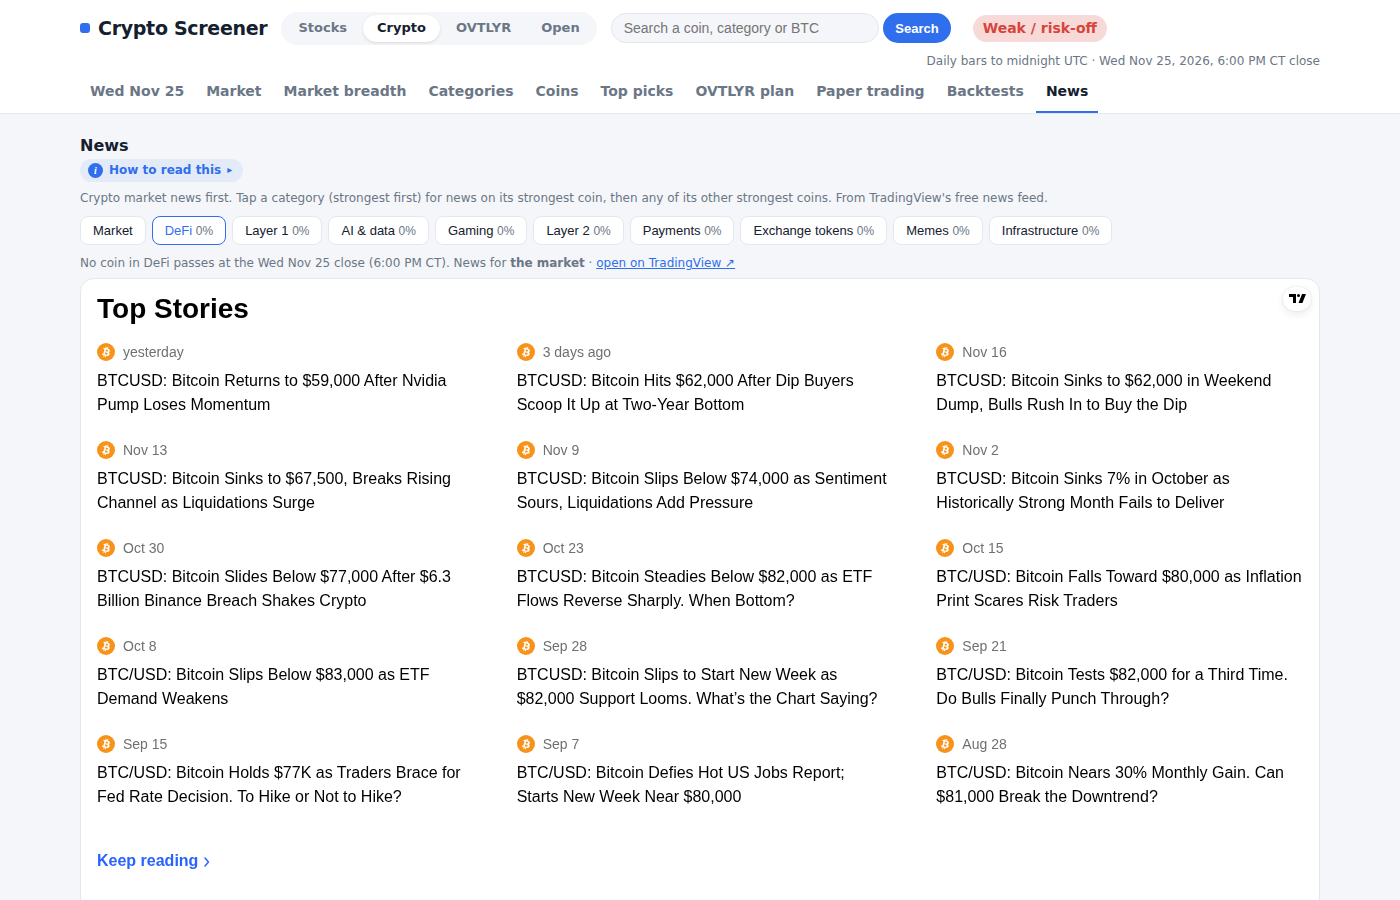 Crypto Screener
Stocks
Crypto
OVTLYR
Open
Search a coin, category or BTC
Search
Weak / risk-off
Daily bars to midnight UTC · Wed Nov 25, 2026, 6:00 PM CT close
Wed Nov 25
Market
Market breadth
Categories
Coins
Top picks
OVTLYR plan
Paper trading
Backtests
News
News
i How to read this ▸
Crypto market news first. Tap a category (strongest first) for news on its strongest coin, then any of its other strongest coins. From TradingView's free news feed.
Market
DeFi 0%
Layer 1 0%
AI & data 0%
Gaming 0%
Layer 2 0%
Payments 0%
Exchange tokens 0%
Memes 0%
Infrastructure 0%
No coin in DeFi passes at the Wed Nov 25 close (6:00 PM CT). News for the market · open on TradingView ↗
Top Stories
yesterday
BTCUSD: Bitcoin Returns to $59,000 After Nvidia
Pump Loses Momentum
3 days ago
BTCUSD: Bitcoin Hits $62,000 After Dip Buyers
Scoop It Up at Two-Year Bottom
Nov 16
BTCUSD: Bitcoin Sinks to $62,000 in Weekend
Dump, Bulls Rush In to Buy the Dip
Nov 13
BTCUSD: Bitcoin Sinks to $67,500, Breaks Rising
Channel as Liquidations Surge
Nov 9
BTCUSD: Bitcoin Slips Below $74,000 as Sentiment
Sours, Liquidations Add Pressure
Nov 2
BTCUSD: Bitcoin Sinks 7% in October as
Historically Strong Month Fails to Deliver
Oct 30
BTCUSD: Bitcoin Slides Below $77,000 After $6.3
Billion Binance Breach Shakes Crypto
Oct 23
BTCUSD: Bitcoin Steadies Below $82,000 as ETF
Flows Reverse Sharply. When Bottom?
Oct 15
BTC/USD: Bitcoin Falls Toward $80,000 as Inflation
Print Scares Risk Traders
Oct 8
BTC/USD: Bitcoin Slips Below $83,000 as ETF
Demand Weakens
Sep 28
BTCUSD: Bitcoin Slips to Start New Week as
$82,000 Support Looms. What’s the Chart Saying?
Sep 21
BTC/USD: Bitcoin Tests $82,000 for a Third Time.
Do Bulls Finally Punch Through?
Sep 15
BTC/USD: Bitcoin Holds $77K as Traders Brace for
Fed Rate Decision. To Hike or Not to Hike?
Sep 7
BTC/USD: Bitcoin Defies Hot US Jobs Report;
Starts New Week Near $80,000
Aug 28
BTC/USD: Bitcoin Nears 30% Monthly Gain. Can
$81,000 Break the Downtrend?
Keep reading ›